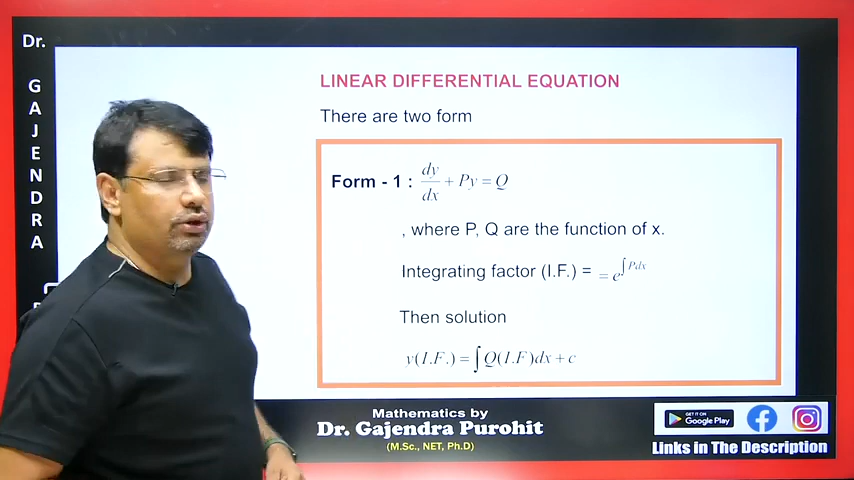 Dr.
GAJENDRA
LINEAR DIFFERENTIAL EQUATION
There are two form
Form - 1 : dy/dx + Py = Q
, where P, Q are the function of x.
Integrating factor (I.F.) = = e^∫Pdx
Then solution
y(I.F.) = ∫Q(I.F)dx + c
Mathematics by
Dr. Gajendra Purohit
(M.Sc., NET, Ph.D)
GET IT ON
Google Play
Links in The Description